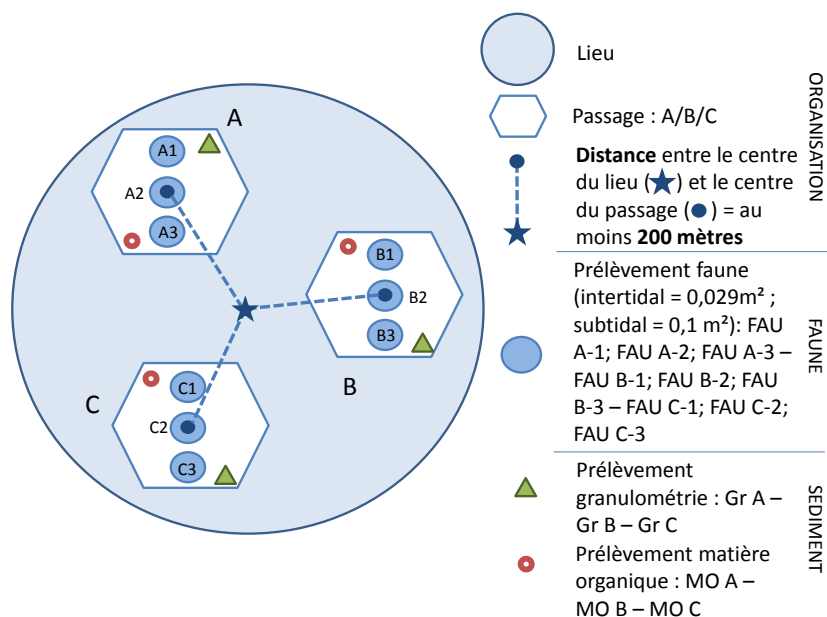 A
A1
A2
A3
B1
B2
B3
B
C
C1
C2
C3
Lieu
Passage : A/B/C
Distance entre le centre
du lieu (★) et le centre
du passage (●) = au
moins 200 mètres
ORGANISATION
Prélèvement faune
(intertidal = 0,029m² ;
subtidal = 0,1 m²): FAU
A-1; FAU A-2; FAU A-3 –
FAU B-1; FAU B-2; FAU
B-3 – FAU C-1; FAU C-2;
FAU C-3
FAUNE
Prélèvement
granulométrie : Gr A –
Gr B – Gr C
Prélèvement matière
organique : MO A –
MO B – MO C
SEDIMENT